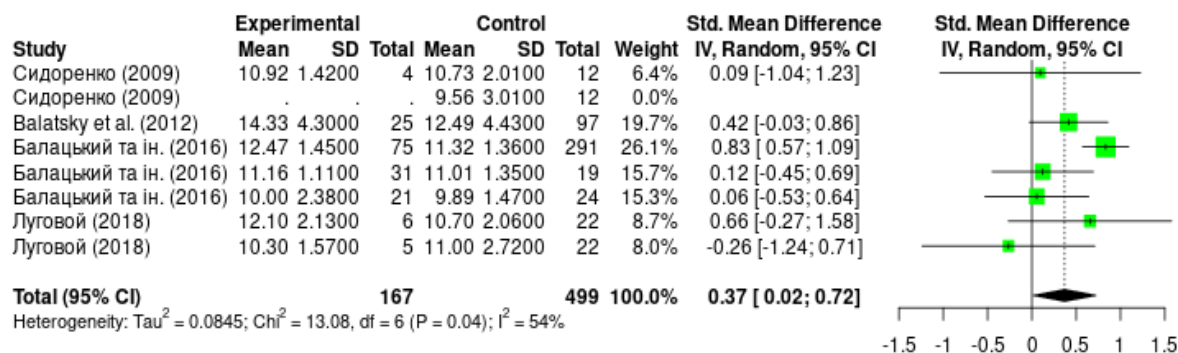 Experimental Control Std. Mean Difference Std. Mean Difference
Study Mean SD Total Mean SD Total Weight IV, Random, 95% CI IV, Random, 95% CI
Сидоренко (2009) 10.92 1.4200 4 10.73 2.0100 12 6.4% 0.09 [-1.04; 1.23]
Сидоренко (2009) . . . 9.56 3.0100 12 0.0%
Balatsky et al. (2012) 14.33 4.3000 25 12.49 4.4300 97 19.7% 0.42 [-0.03; 0.86]
Балацький та ін. (2016) 12.47 1.4500 75 11.32 1.3600 291 26.1% 0.83 [ 0.57; 1.09]
Балацький та ін. (2016) 11.16 1.1100 31 11.01 1.3500 19 15.7% 0.12 [-0.45; 0.69]
Балацький та ін. (2016) 10.00 2.3800 21 9.89 1.4700 24 15.3% 0.06 [-0.53; 0.64]
Луговой (2018) 12.10 2.1300 6 10.70 2.0600 22 8.7% 0.66 [-0.27; 1.58]
Луговой (2018) 10.30 1.5700 5 11.00 2.7200 22 8.0% -0.26 [-1.24; 0.71]
Total (95% CI) 167 499 100.0% 0.37 [ 0.02; 0.72]
Heterogeneity: Tau² = 0.0845; Chi² = 13.08, df = 6 (P = 0.04); I² = 54%
-1.5 -1 -0.5 0 0.5 1 1.5